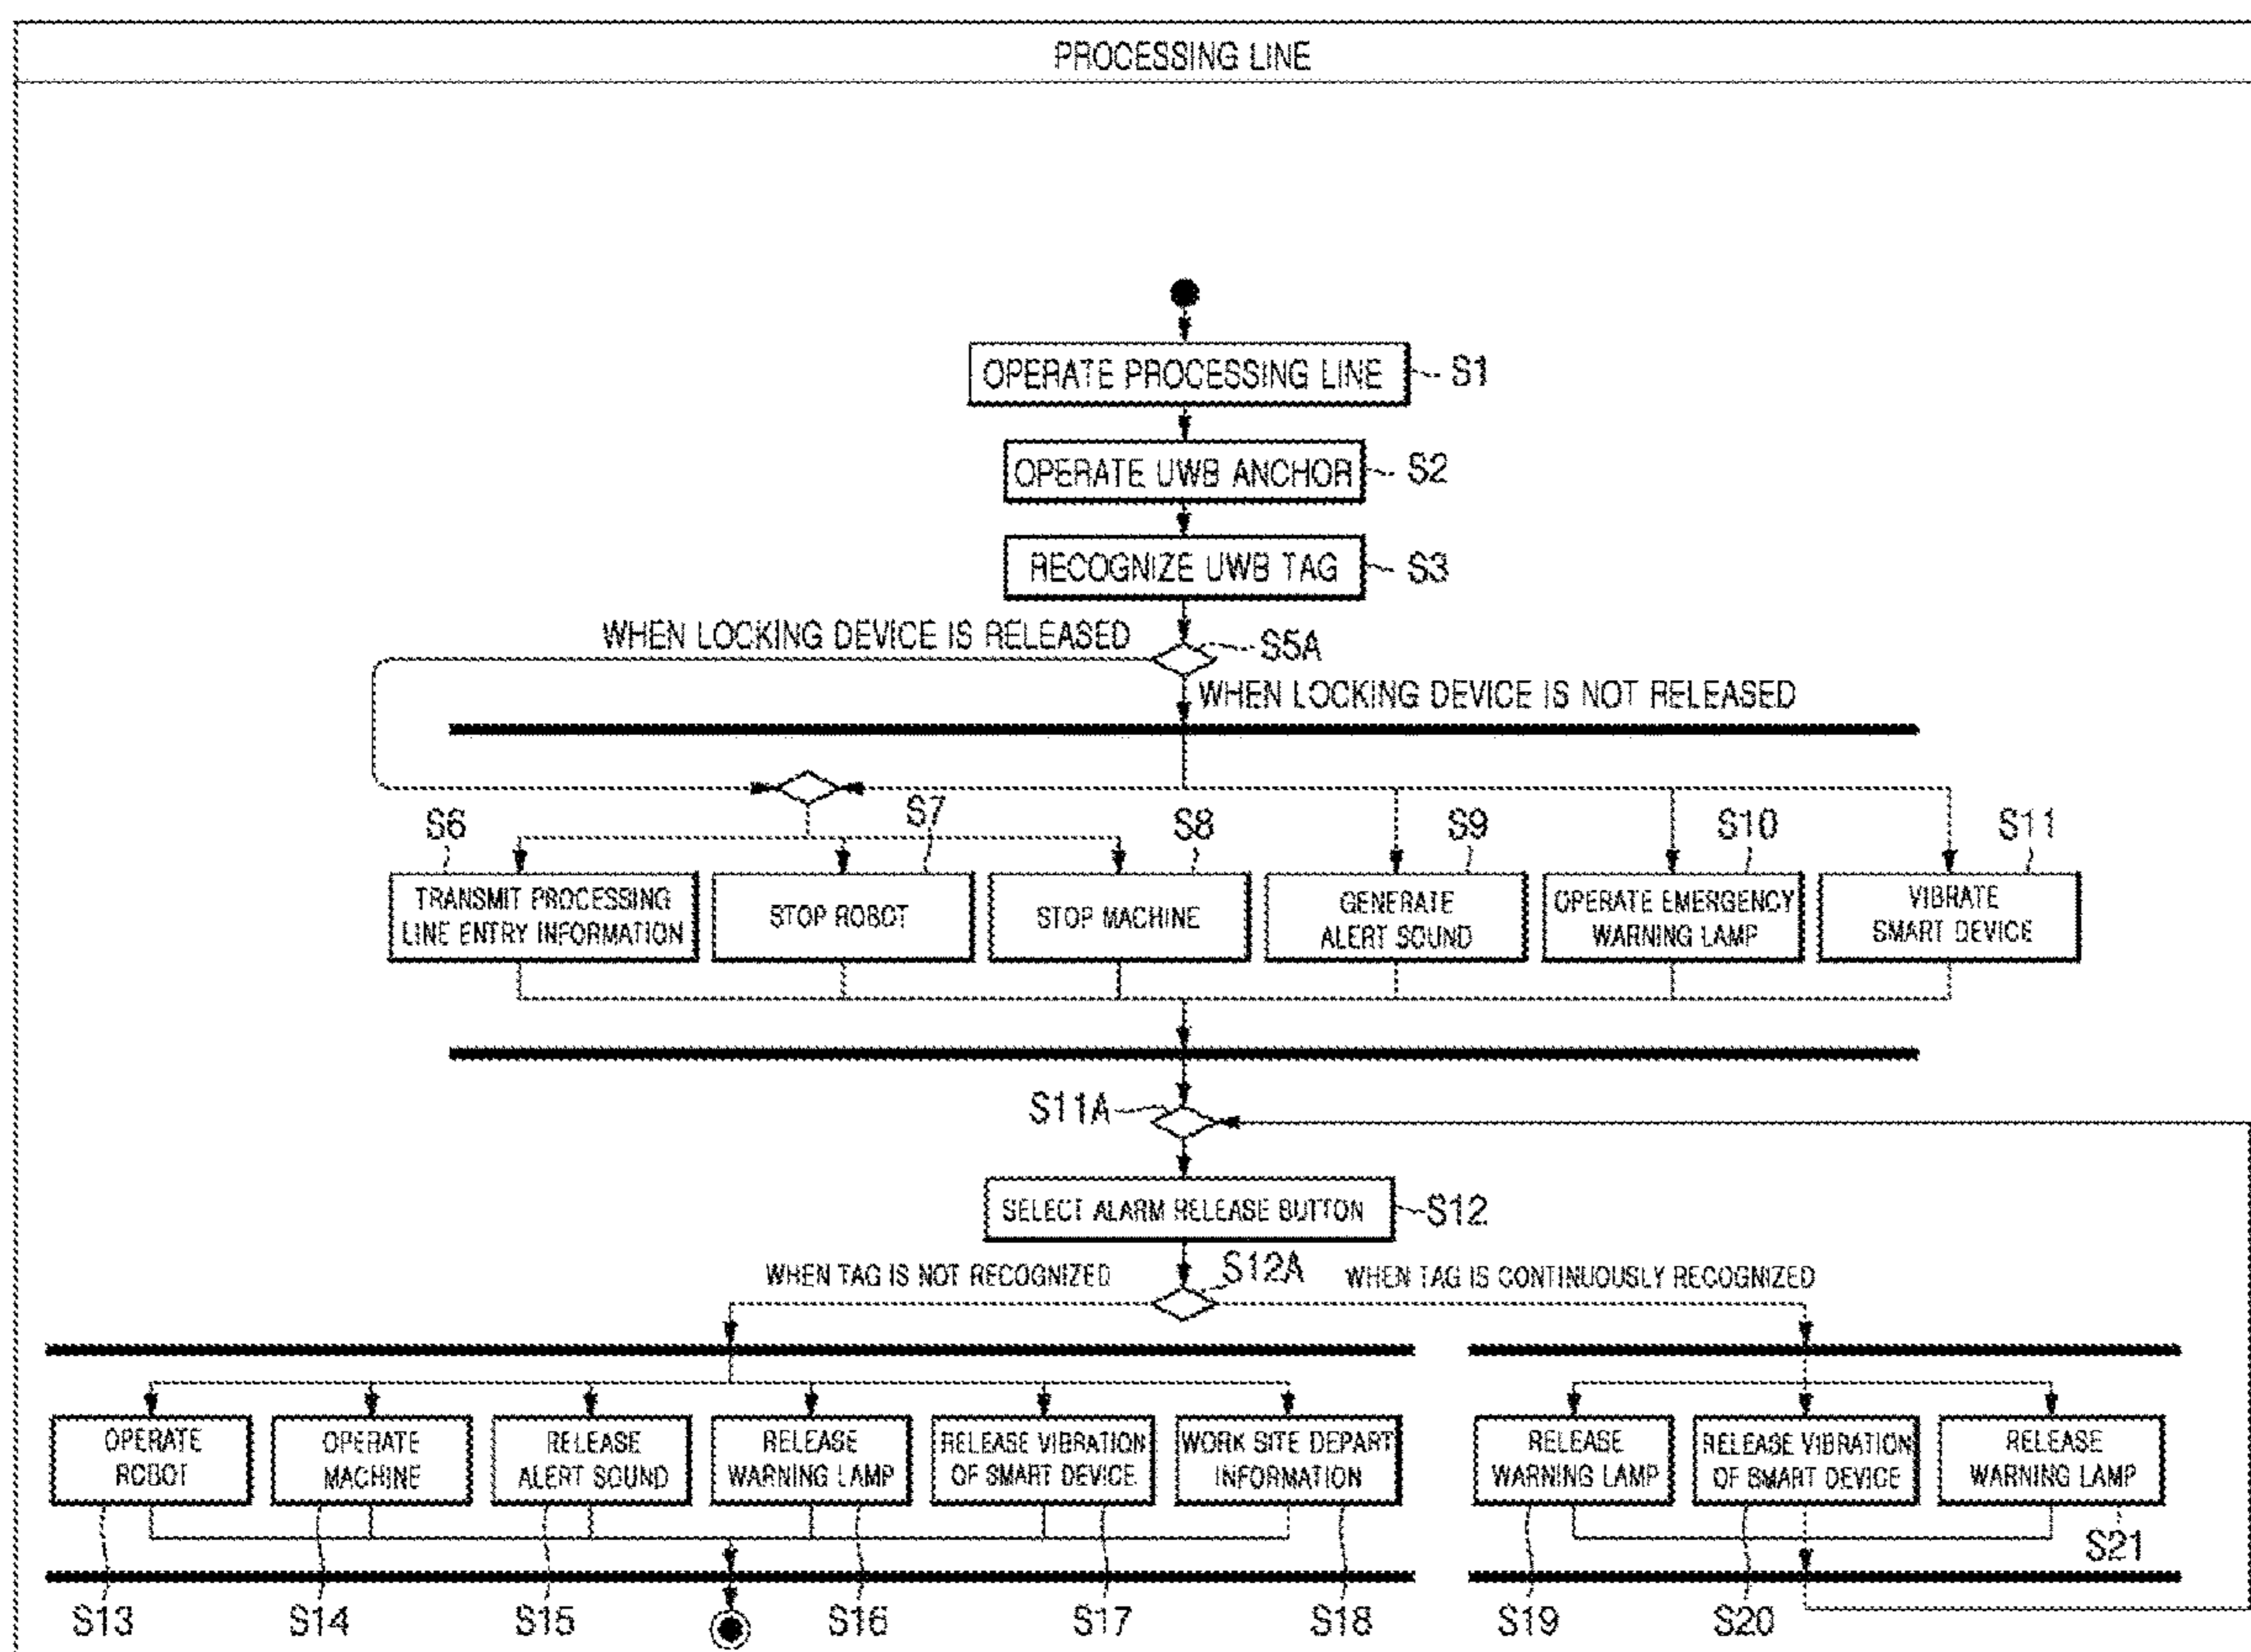 PROCESSING LINE
OPERATE PROCESSING LINE
S1
OPERATE UWB ANCHOR
S2
RECOGNIZE UWB TAG
S3
WHEN LOCKING DEVICE IS RELEASED
S5A
WHEN LOCKING DEVICE IS NOT RELEASED
S6
S7
S8
S9
S10
S11
TRANSMIT PROCESSING
LINE ENTRY INFORMATION
STOP ROBOT
STOP MACHINE
GENERATE
ALERT SOUND
OPERATE EMERGENCY
WARNING LAMP
VIBRATE
SMART DEVICE
S11A
SELECT ALARM RELEASE BUTTON
S12
WHEN TAG IS NOT RECOGNIZED
S12A
WHEN TAG IS CONTINUOUSLY RECOGNIZED
OPERATE
ROBOT
OPERATE
MACHINE
RELEASE
ALERT SOUND
RELEASE
WARNING LAMP
RELEASE VIBRATION
OF SMART DEVICE
WORK SITE DEPART
INFORMATION
RELEASE
WARNING LAMP
RELEASE VIBRATION
OF SMART DEVICE
RELEASE
WARNING LAMP
S13
S14
S15
S16
S17
S18
S19
S20
S21